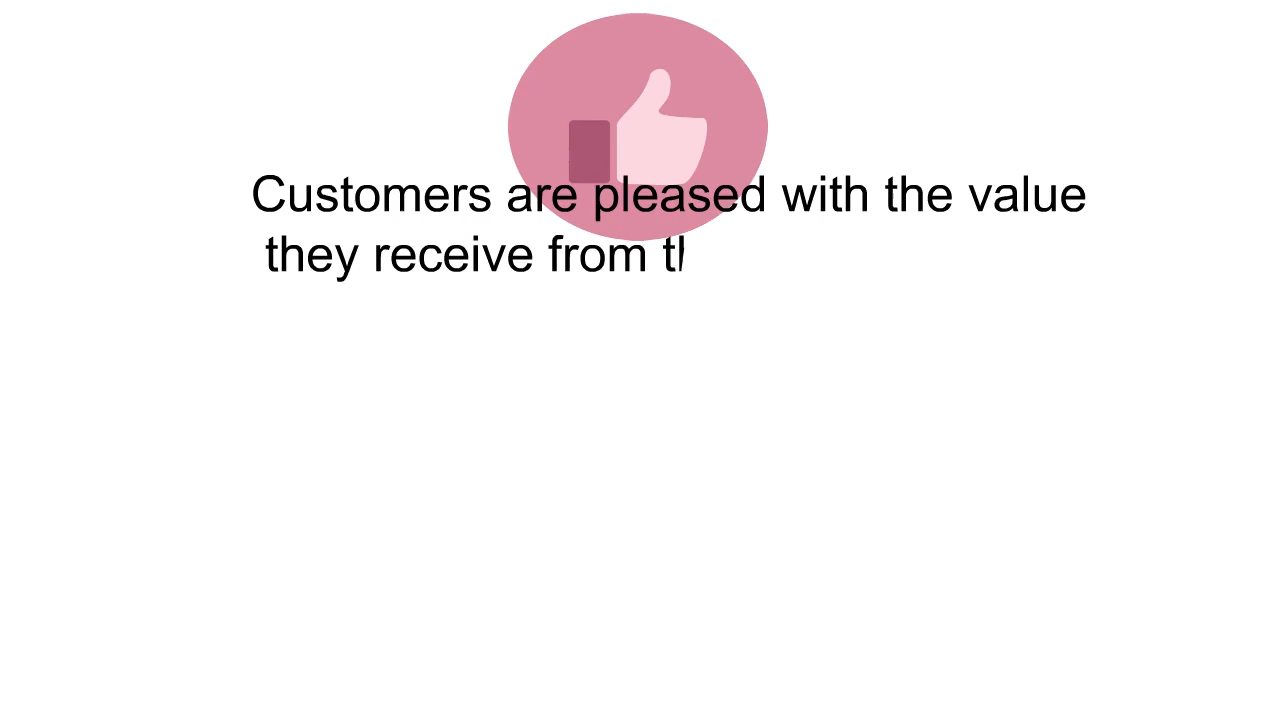 Customers are pleased with the value
they receive from